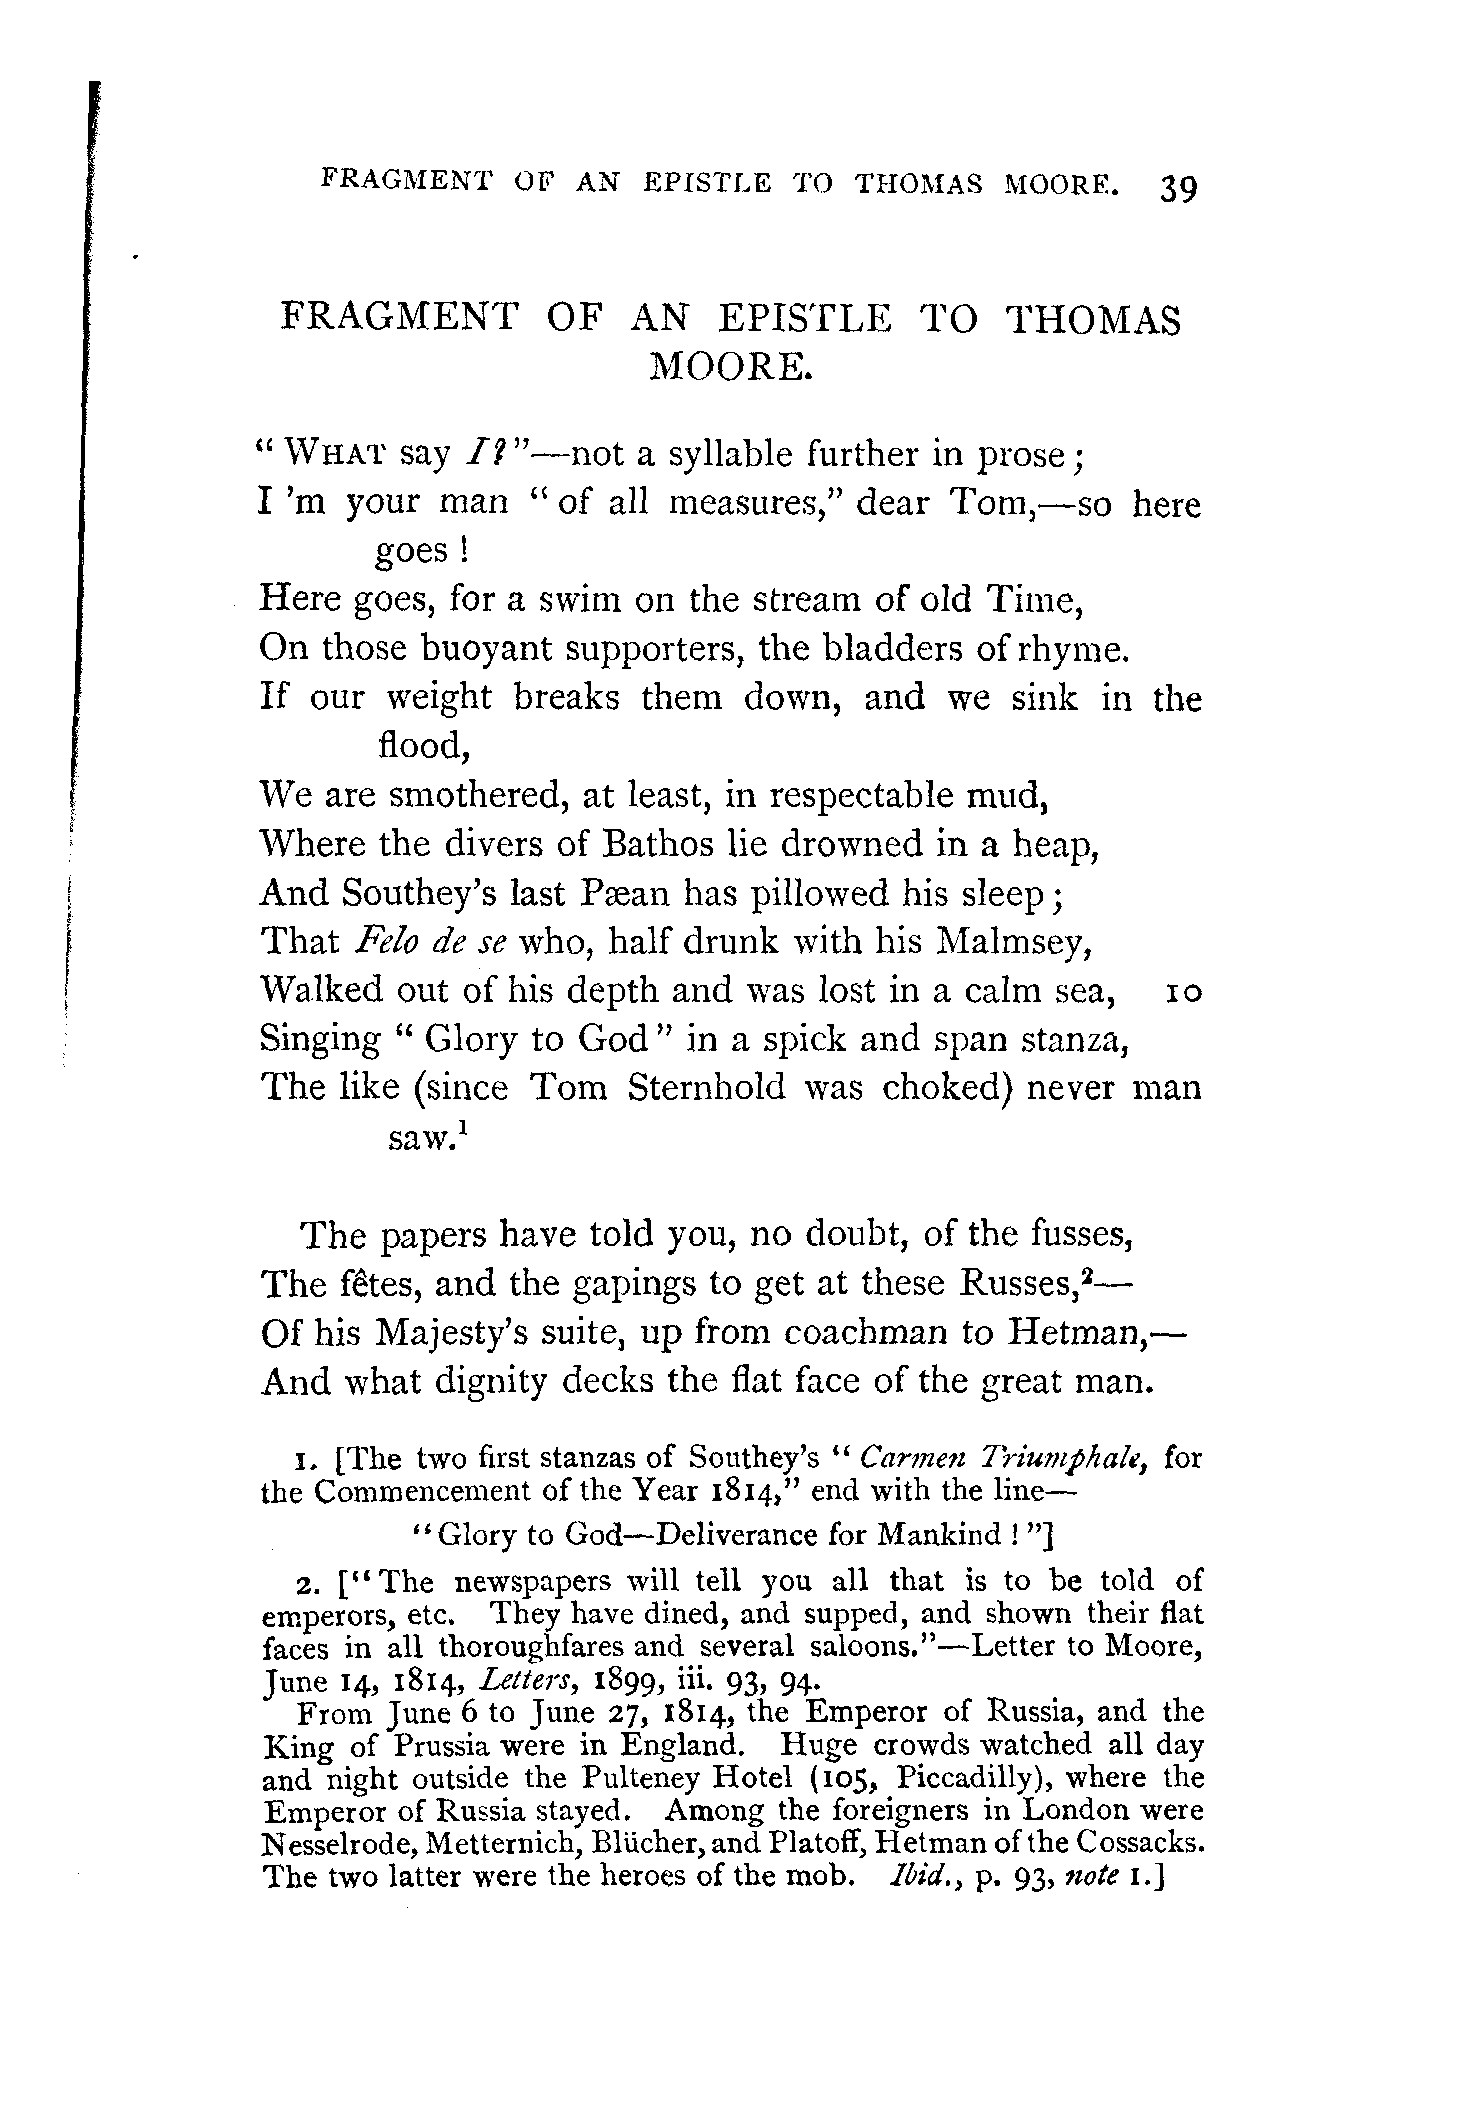 FRAGMENT OF AN EPISTLE TO THOMAS MOORE. 39
FRAGMENT OF AN EPISTLE TO THOMAS
MOORE.
“ WHAT say I?”—not a syllable further in prose ;
I ’m your man “ of all measures,” dear Tom,—so here
goes !
Here goes, for a swim on the stream of old Time,
On those buoyant supporters, the bladders of rhyme.
If our weight breaks them down, and we sink in the
flood,
We are smothered, at least, in respectable mud,
Where the divers of Bathos lie drowned in a heap,
And Southey’s last Pæan has pillowed his sleep ;
That Felo de se who, half drunk with his Malmsey,
Walked out of his depth and was lost in a calm sea, 10
Singing “ Glory to God ” in a spick and span stanza,
The like (since Tom Sternhold was choked) never man
saw.¹
The papers have told you, no doubt, of the fusses,
The fêtes, and the gapings to get at these Russes,²—
Of his Majesty’s suite, up from coachman to Hetman,—
And what dignity decks the flat face of the great man.
1. [The two first stanzas of Southey’s “ Carmen Triumphale, for
the Commencement of the Year 1814,” end with the line—
“ Glory to God—Deliverance for Mankind ! ”]
2. [“ The newspapers will tell you all that is to be told of
emperors, etc. They have dined, and supped, and shown their flat
faces in all thoroughfares and several saloons.”—Letter to Moore,
June 14, 1814, Letters, 1899, iii. 93, 94.
From June 6 to June 27, 1814, the Emperor of Russia, and the
King of Prussia were in England. Huge crowds watched all day
and night outside the Pulteney Hotel (105, Piccadilly), where the
Emperor of Russia stayed. Among the foreigners in London were
Nesselrode, Metternich, Blücher, and Platoff, Hetman of the Cossacks.
The two latter were the heroes of the mob. Ibid., p. 93, note 1.]